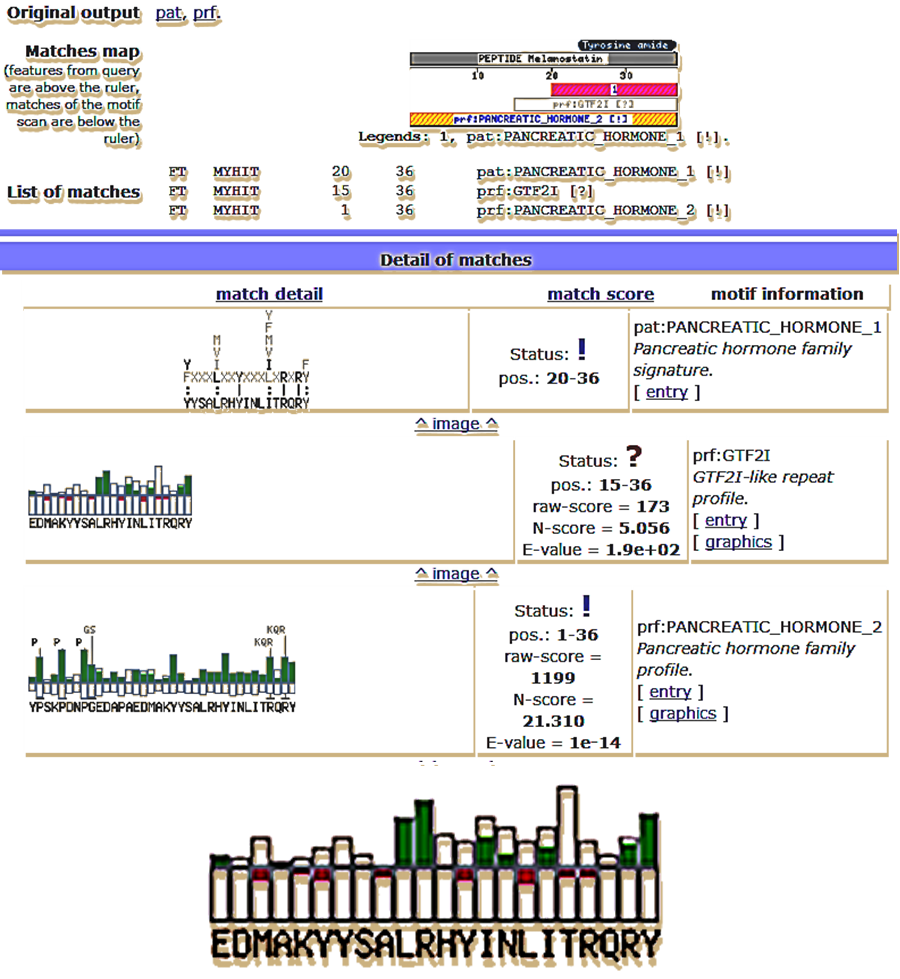 Original output pat, prf.
Matches map
(features from query
are above the ruler,
matches of the motif
scan are below the
ruler)
Tyrosine amide
PEPTIDE Melanostatin
10 20 30
1
prf:GTF2I [?]
prf:PANCREATIC_HORMONE_2 [!]
Legends: 1, pat:PANCREATIC_HORMONE_1 [!].
List of matches
FT MYHIT 20 36 pat:PANCREATIC_HORMONE_1 [!]
FT MYHIT 15 36 prf:GTF2I [?]
FT MYHIT 1 36 prf:PANCREATIC_HORMONE_2 [!]
Detail of matches
match detail match score motif information
Y
F
M M
V V
Y I I F
FXXXLXXYXXXLXRXRY
YYSALRHYINLITRQRY
Status: !
pos.: 20-36
pat:PANCREATIC_HORMONE_1
Pancreatic hormone family
signature.
[ entry ]
^ image ^
EDMAKYYSALRHYINLITRQRY
Status: ?
pos.: 15-36
raw-score = 173
N-score = 5.056
E-value = 1.9e+02
prf:GTF2I
GTF2I-like repeat
profile.
[ entry ]
[ graphics ]
^ image ^
GS KQR
P P P KQR
YPSKPDNPGEDAPAEDMAKYYSALRHYINLITRQRY
Status: !
pos.: 1-36
raw-score =
1199
N-score =
21.310
E-value = 1e-14
prf:PANCREATIC_HORMONE_2
Pancreatic hormone family
profile.
[ entry ]
[ graphics ]
EDMAKYYSALRHYINLITRQRY